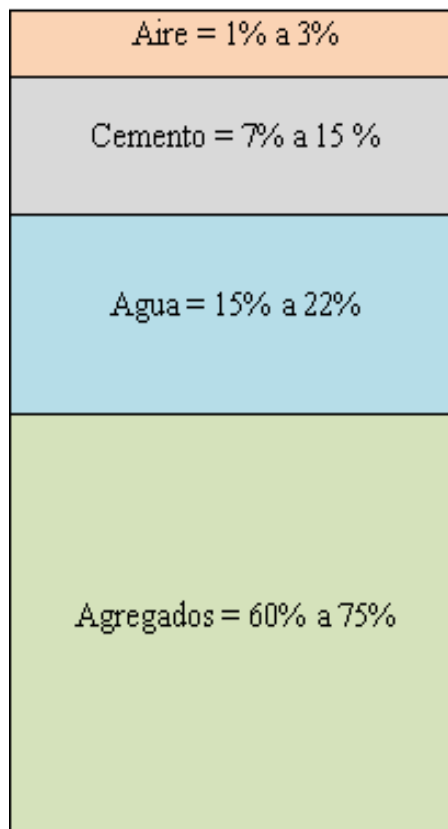 Aire = 1% a 3%
Cemento = 7% a 15 %
Agua = 15% a 22%
Agregados = 60% a 75%